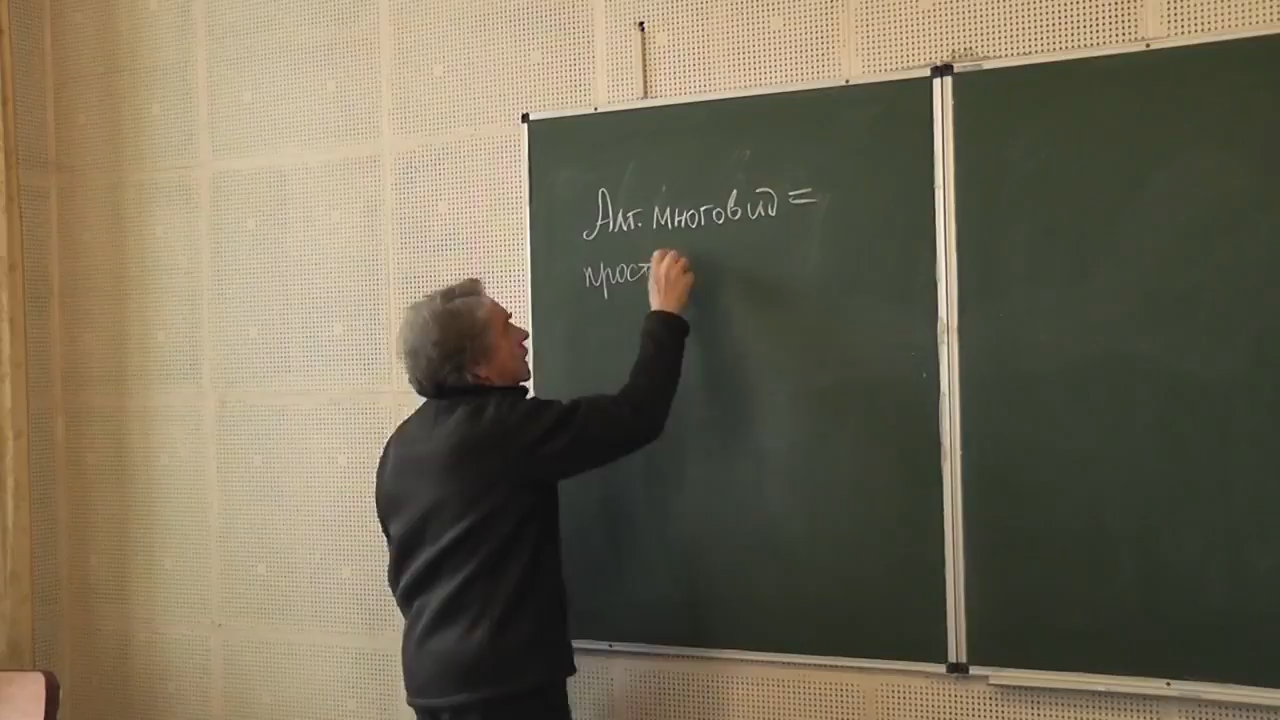 Алг. многовид =
прост